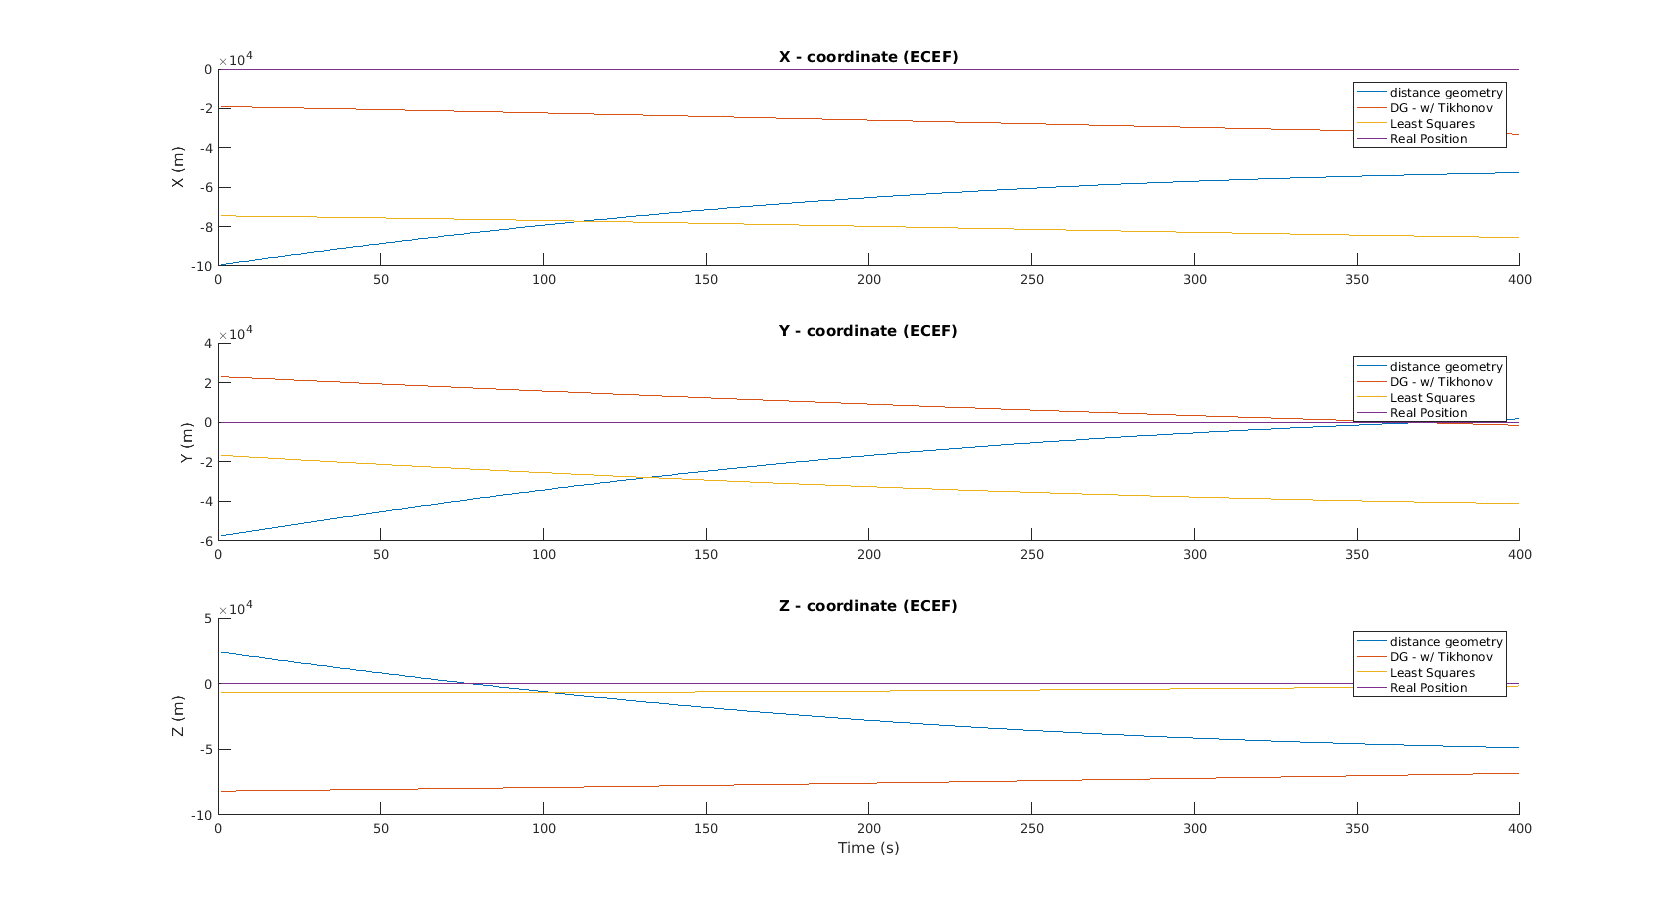 X - coordinate (ECEF)
×10^4
0
-2
-4
-6
-8
-10
X (m)
distance geometry
DG - w/ Tikhonov
Least Squares
Real Position
0 50 100 150 200 250 300 350 400
Y - coordinate (ECEF)
×10^4
4
2
0
-2
-4
-6
Y (m)
distance geometry
DG - w/ Tikhonov
Least Squares
Real Position
0 50 100 150 200 250 300 350 400
Z - coordinate (ECEF)
×10^4
5
0
-5
-10
Z (m)
distance geometry
DG - w/ Tikhonov
Least Squares
Real Position
0 50 100 150 200 250 300 350 400
Time (s)